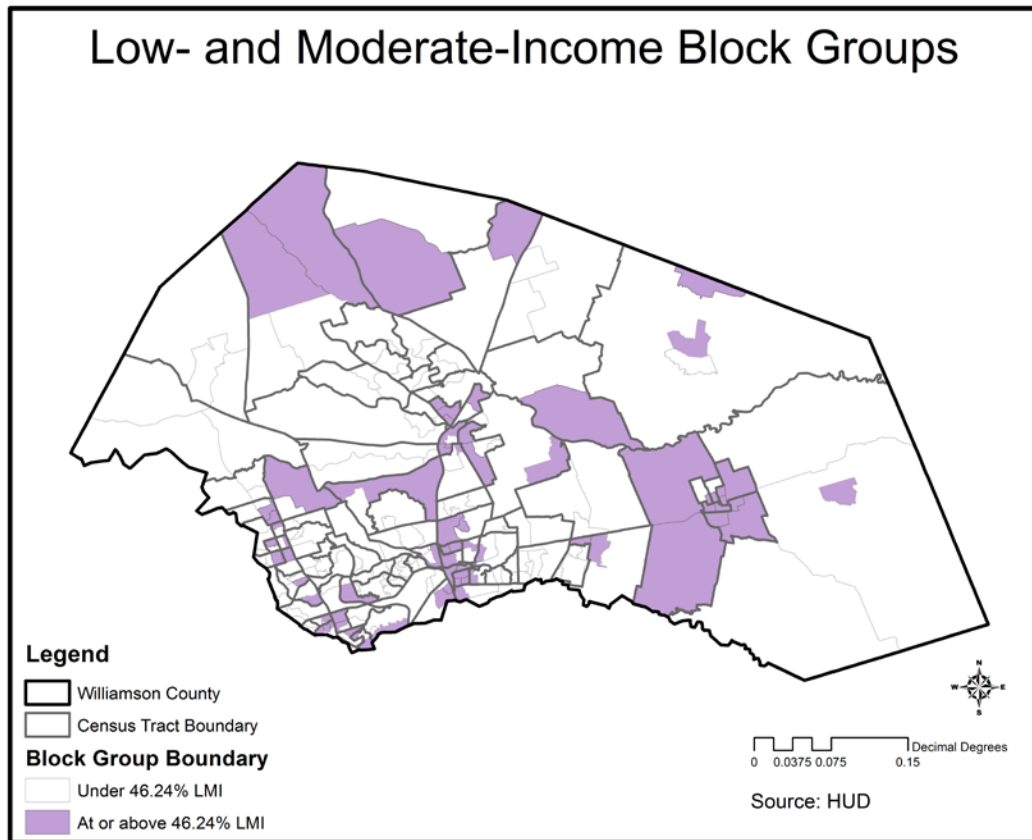 Low- and Moderate-Income Block Groups
Legend
Williamson County
Census Tract Boundary
Block Group Boundary
Under 46.24% LMI
At or above 46.24% LMI
N
W E
S
Decimal Degrees
0 0.0375 0.075 0.15
Source: HUD